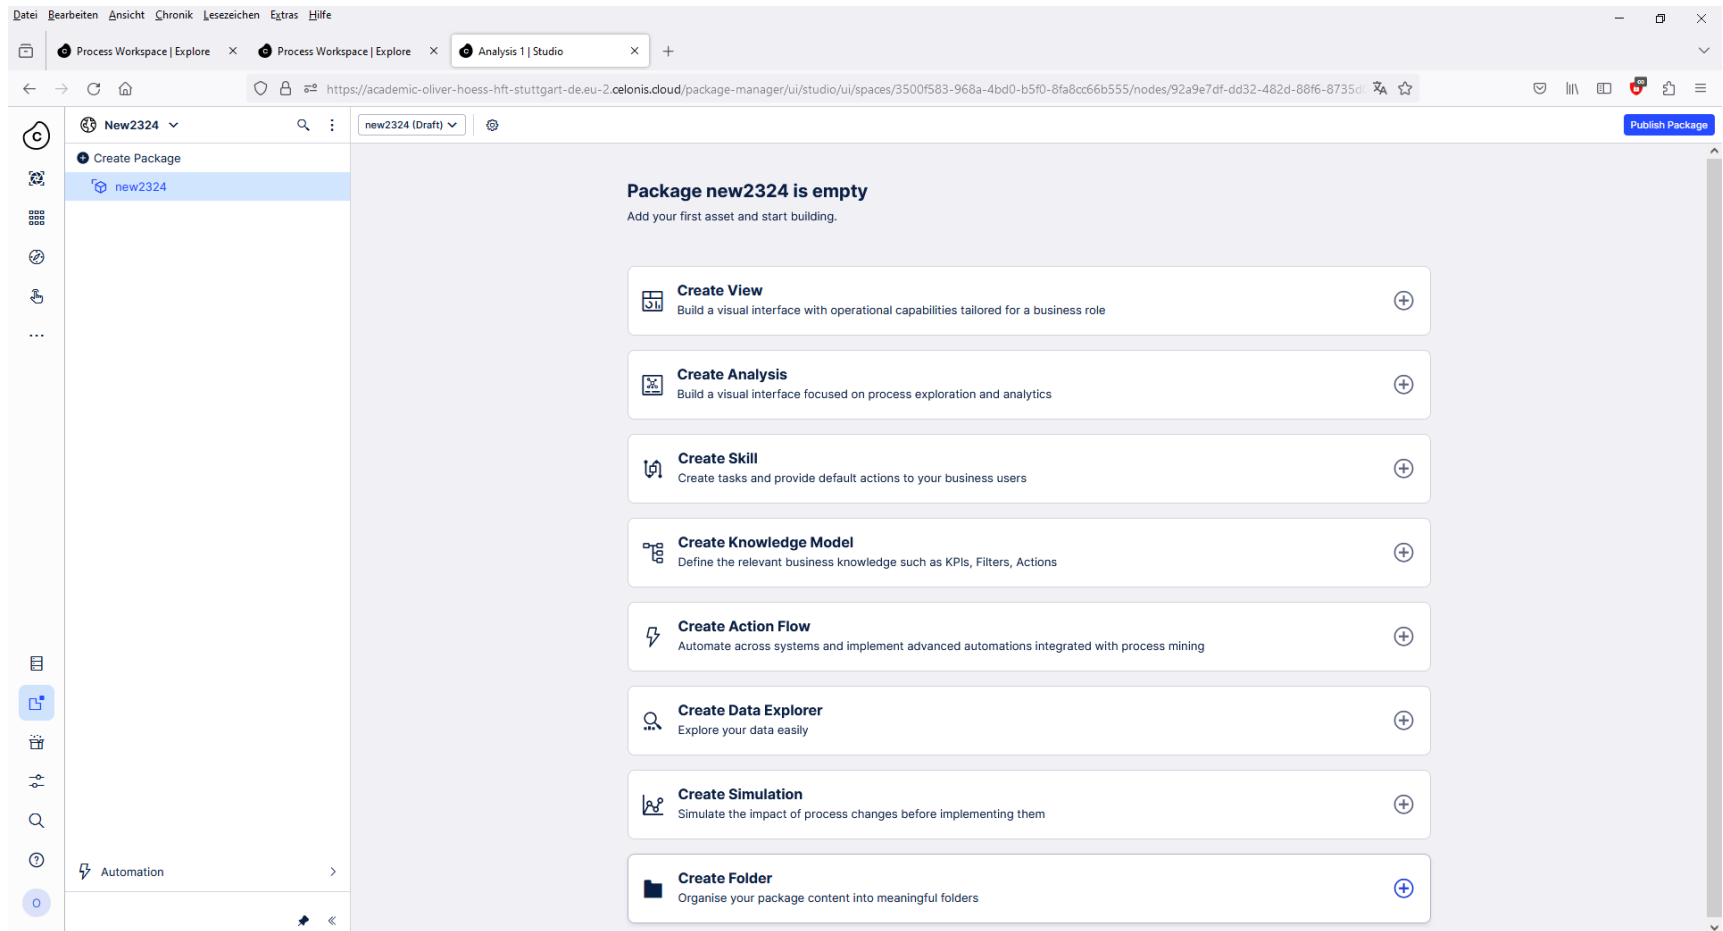 Datei Bearbeiten Ansicht Chronik Lesezeichen Extras Hilfe
Process Workspace | Explore
Process Workspace | Explore
Analysis 1 | Studio
https://academic-oliver-hoess-hft-stuttgart-de.eu-2.celonis.cloud/package-manager/ui/studio/ui/spaces/3500f583-968a-4bd0-b5f0-8fa8cc66b555/nodes/92a9e7df-dd32-482d-88f6-8735d
New2324
new2324 (Draft)
Publish Package
Create Package
new2324
Package new2324 is empty
Add your first asset and start building.
Create View
Build a visual interface with operational capabilities tailored for a business role
Create Analysis
Build a visual interface focused on process exploration and analytics
Create Skill
Create tasks and provide default actions to your business users
Create Knowledge Model
Define the relevant business knowledge such as KPIs, Filters, Actions
Create Action Flow
Automate across systems and implement advanced automations integrated with process mining
Create Data Explorer
Explore your data easily
Create Simulation
Simulate the impact of process changes before implementing them
Create Folder
Organise your package content into meaningful folders
Automation
O